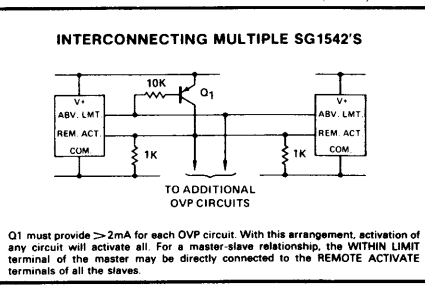 INTERCONNECTING MULTIPLE SG1542'S
10K
Q1
V+
ABV. LMT.
REM. ACT.
COM.
1K
V+
ABV. LMT.
REM. ACT.
COM.
1K
TO ADDITIONAL
OVP CIRCUITS
Q1 must provide >2mA for each OVP circuit. With this arrangement, activation of
any circuit will activate all. For a master-slave relationship, the WITHIN LIMIT
terminal of the master may be directly connected to the REMOTE ACTIVATE
terminals of all the slaves.